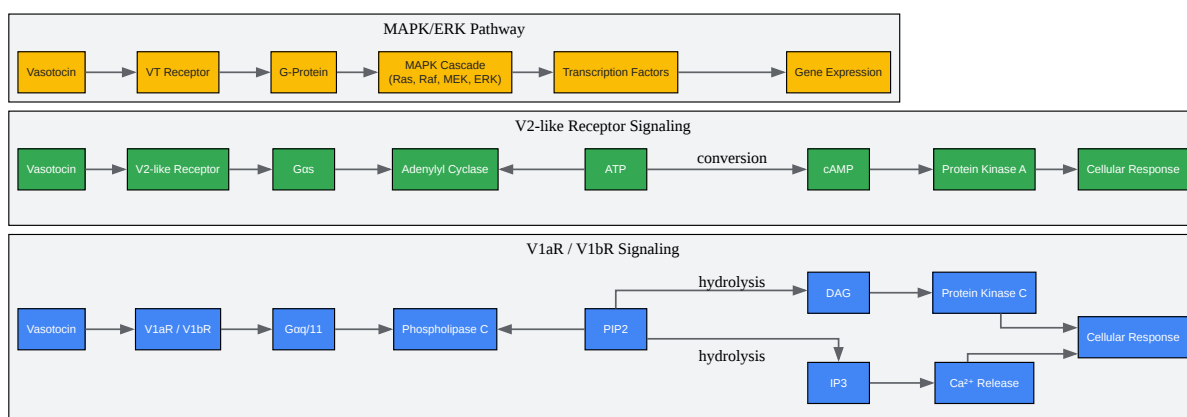 MAPK/ERK Pathway
Vasotocin
VT Receptor
G-Protein
MAPK Cascade
(Ras, Raf, MEK, ERK)
Transcription Factors
Gene Expression
V2-like Receptor Signaling
Vasotocin
V2-like Receptor
Gαs
Adenylyl Cyclase
ATP
conversion
cAMP
Protein Kinase A
Cellular Response
V1aR / V1bR Signaling
Vasotocin
V1aR / V1bR
Gαq/11
Phospholipase C
PIP2
hydrolysis
DAG
Protein Kinase C
hydrolysis
IP3
Ca²⁺ Release
Cellular Response